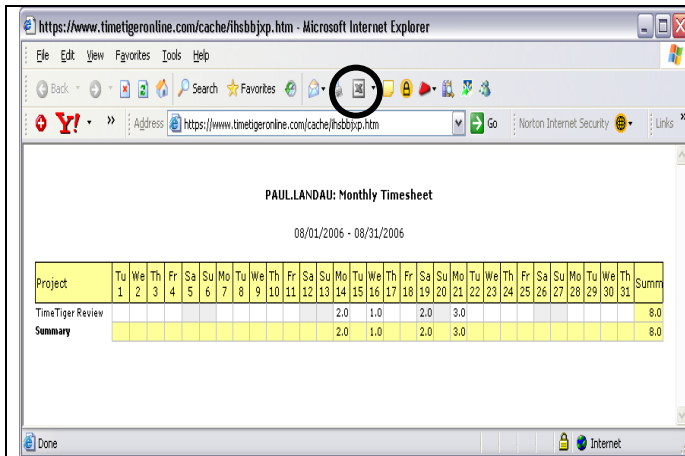 https://www.timetigeronline.com/cache/ihsbbjxp.htm - Microsoft Internet Explorer
File Edit View Favorites Tools Help
Back Search Favorites
Y! Address https://www.timetigeronline.com/cache/ihsbbjxp.htm Go Norton Internet Security Links
PAUL.LANDAU: Monthly Timesheet
08/01/2006 - 08/31/2006
Project Tu We Th Fr Sa Su Mo Tu We Th Fr Sa Su Mo Tu We Th Fr Sa Su Mo Tu We Th Fr Sa Su Mo Tu We Th Summ
1 2 3 4 5 6 7 8 9 10 11 12 13 14 15 16 17 18 19 20 21 22 23 24 25 26 27 28 29 30 31
TimeTiger Review 2.0 1.0 2.0 3.0 8.0
Summary 2.0 1.0 2.0 3.0 8.0
Done Internet